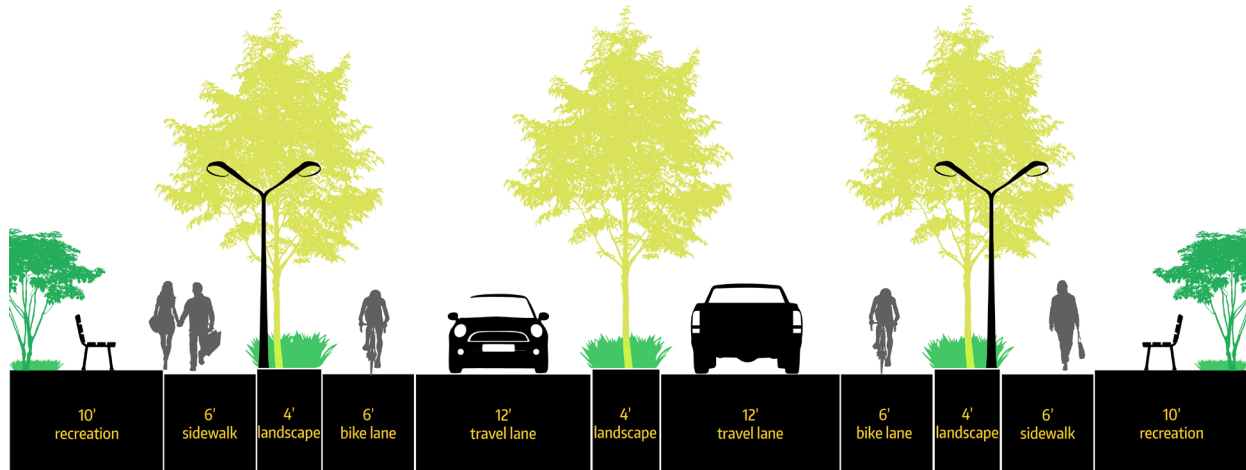 10'
recreation
6'
sidewalk
4'
landscape
6'
bike lane
12'
travel lane
4'
landscape
12'
travel lane
6'
bike lane
4'
landscape
6'
sidewalk
10'
recreation